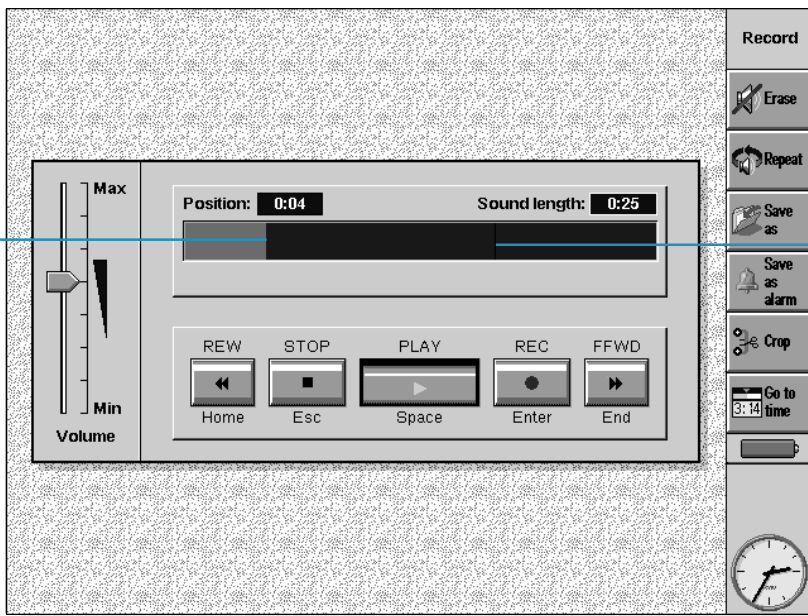 Record
Erase
Repeat
Save
as
Save
as
alarm
Crop
Go to
3:14 time
Max
Min
Volume
Position: 0:04 Sound length: 0:25
REW STOP PLAY REC FFWD
Home Esc Space Enter End